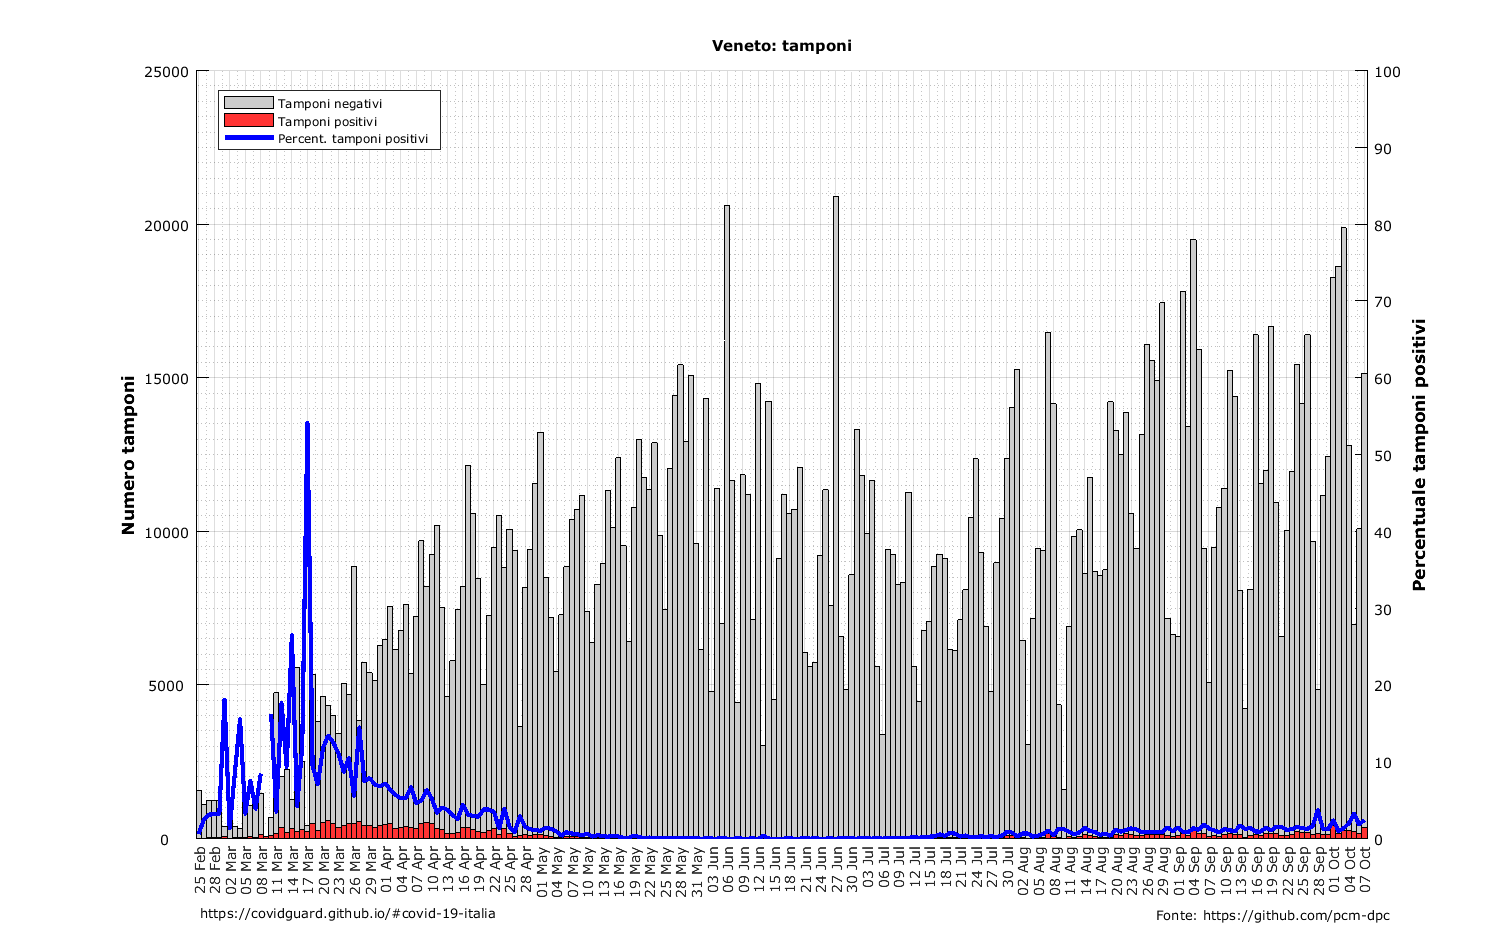 Veneto: tamponi
Tamponi negativi
Tamponi positivi
Percent. tamponi positivi
Numero tamponi
25000
20000
15000
10000
5000
0
Percentuale tamponi positivi
100
90
80
70
60
50
40
30
20
10
0
25 Feb
28 Feb
02 Mar
05 Mar
08 Mar
11 Mar
14 Mar
17 Mar
20 Mar
23 Mar
26 Mar
29 Mar
01 Apr
04 Apr
07 Apr
10 Apr
13 Apr
16 Apr
19 Apr
22 Apr
25 Apr
28 Apr
01 May
04 May
07 May
10 May
13 May
16 May
19 May
22 May
25 May
28 May
31 May
03 Jun
06 Jun
09 Jun
12 Jun
15 Jun
18 Jun
21 Jun
24 Jun
27 Jun
30 Jun
03 Jul
06 Jul
09 Jul
12 Jul
15 Jul
18 Jul
21 Jul
24 Jul
27 Jul
30 Jul
02 Aug
05 Aug
08 Aug
11 Aug
14 Aug
17 Aug
20 Aug
23 Aug
26 Aug
29 Aug
01 Sep
04 Sep
07 Sep
10 Sep
13 Sep
16 Sep
19 Sep
22 Sep
25 Sep
28 Sep
01 Oct
04 Oct
07 Oct
https://covidguard.github.io/#covid-19-italia
Fonte: https://github.com/pcm-dpc